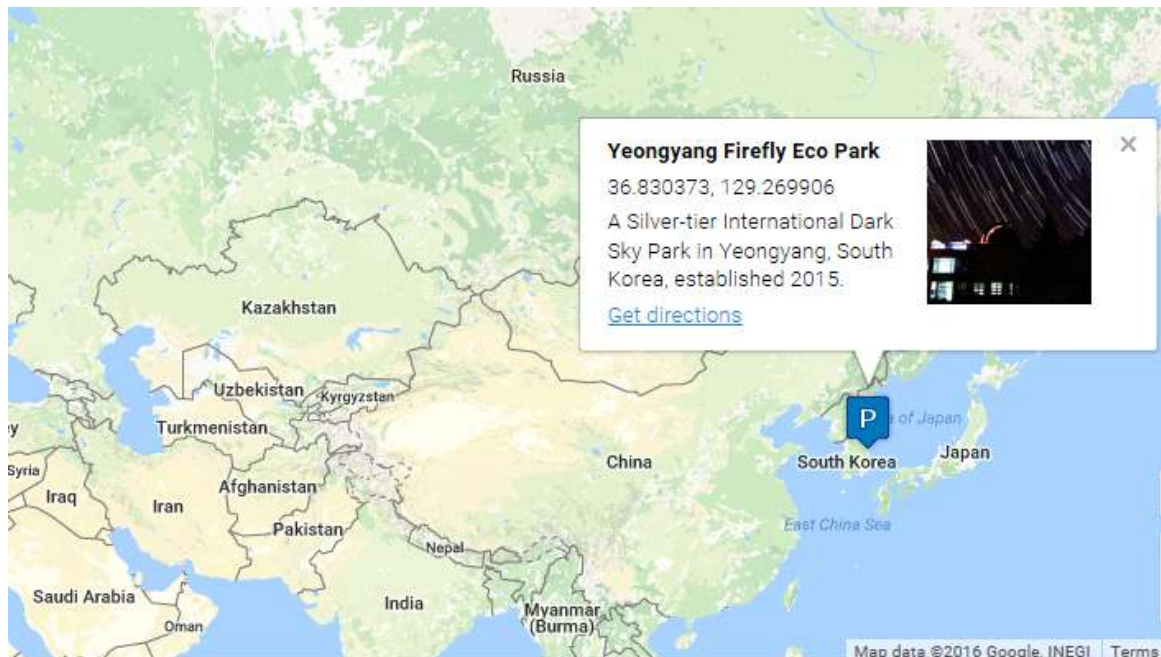 Russia
Yeongyang Firefly Eco Park
36.830373, 129.269906
A Silver-tier International Dark
Sky Park in Yeongyang, South
Korea, established 2015.
Get directions
Kazakhstan
Uzbekistan
Kyrgyzstan
Turkmenistan
P
of Japan
Syria
Iraq
Iran
Afghanistan
China
South Korea
Japan
Pakistan
East China Sea
Nepal
Saudi Arabia
Oman
India
Myanmar
(Burma)
Map data ©2016 Google, INEGI
Terms